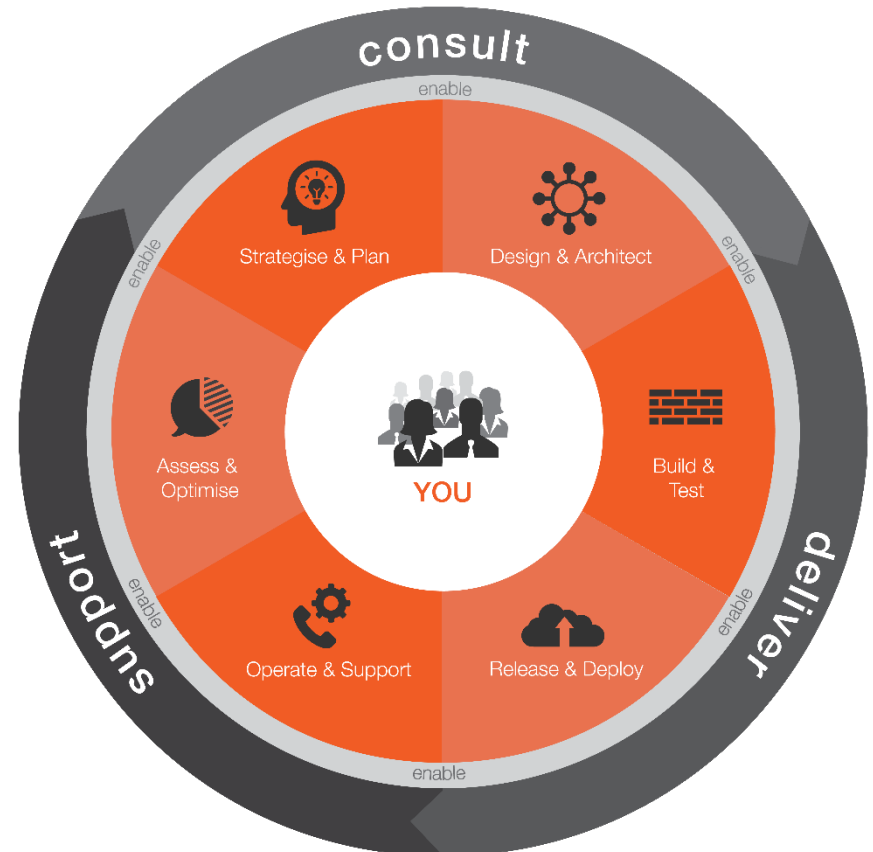 consult
enable
Strategise & Plan
Design & Architect
enable
enable
Assess &
Optimise
YOU
Build &
Test
support
deliver
enable
enable
Operate & Support
Release & Deploy
enable